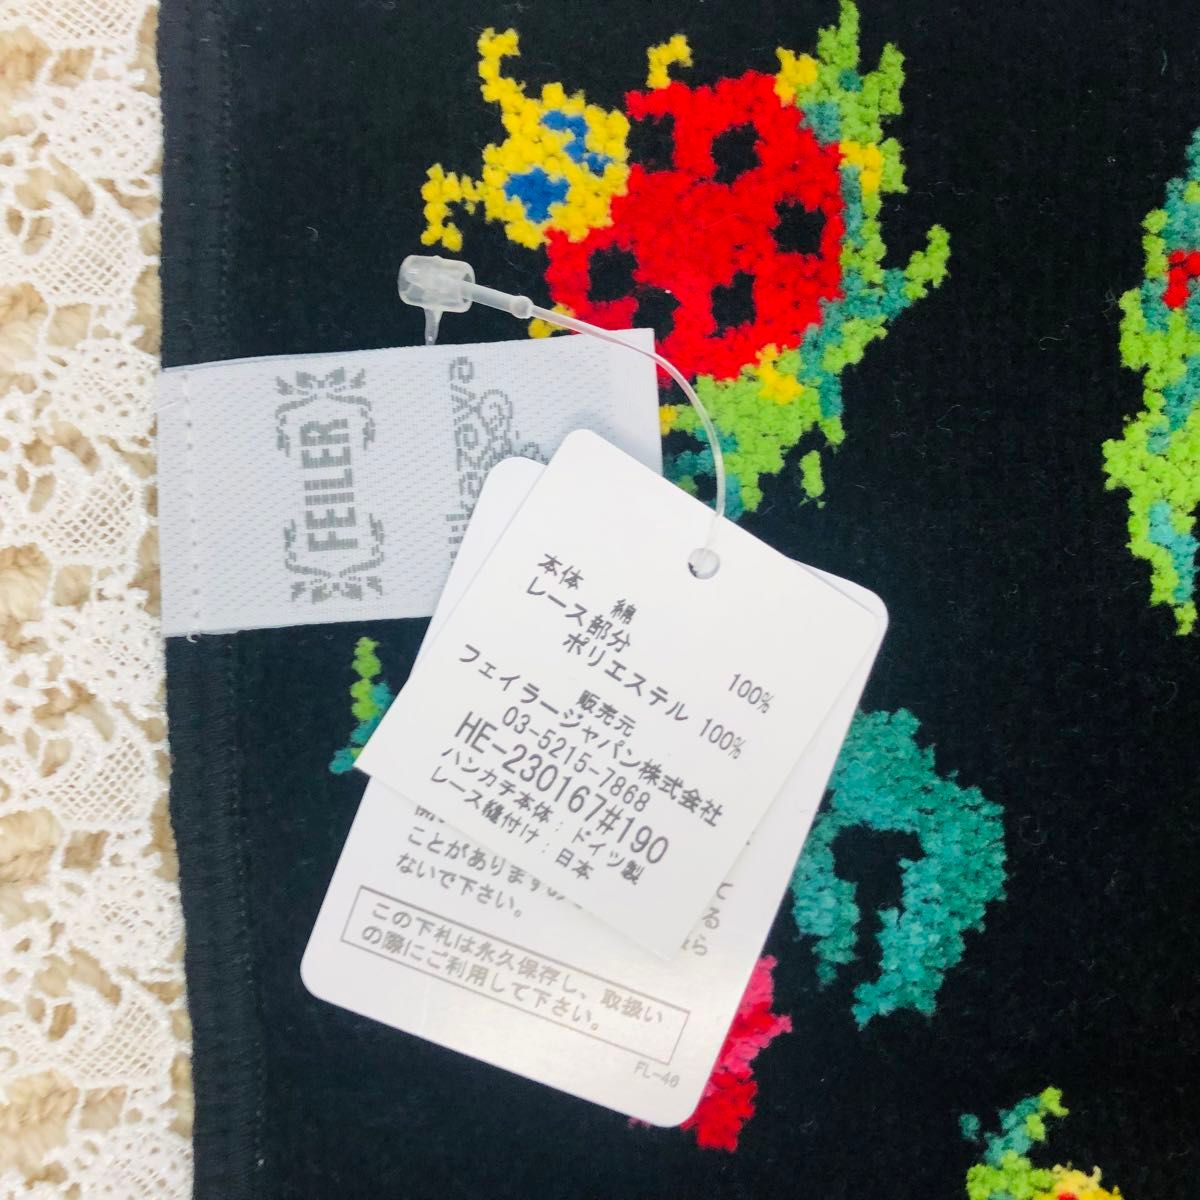 FEILER
本体　綿　100%
レース部分
ポリエステル　100%
販売元
フェイラージャパン株式会社
03-5215-7868
HE-230167#190
ハンカチ本体：ドイツ製
レース縫付け：日本
ことがあります
ないで下さい。
この下札は永久保存し、取扱い
の際にご利用して下さい。
FL-40